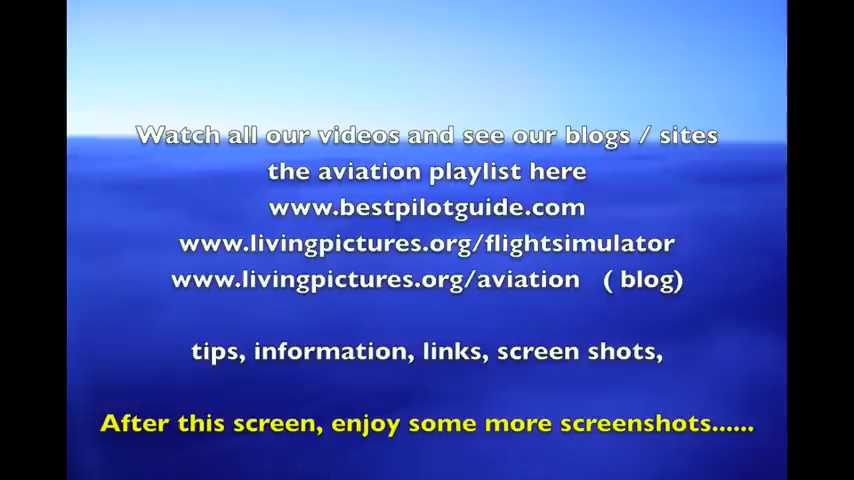 Watch all our videos and see our blogs / sites
the aviation playlist here
www.bestpilotguide.com
www.livingpictures.org/flightsimulator
www.livingpictures.org/aviation ( blog)
tips, information, links, screen shots,
After this screen, enjoy some more screenshots......